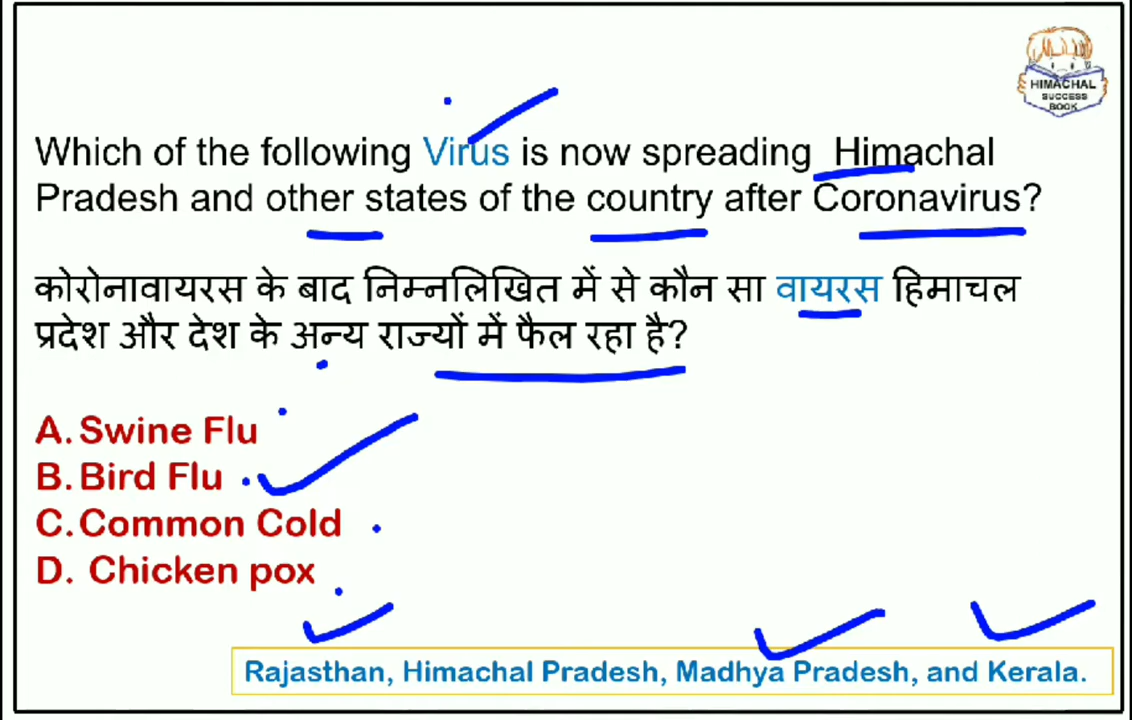 HIMACHAL
SUCCESS
BOOK
Which of the following Virus is now spreading Himachal
Pradesh and other states of the country after Coronavirus?
कोरोनावायरस के बाद निम्नलिखित में से कौन सा वायरस हिमाचल
प्रदेश और देश के अन्य राज्यों में फैल रहा है?
A. Swine Flu
B. Bird Flu
C. Common Cold
D. Chicken pox
Rajasthan, Himachal Pradesh, Madhya Pradesh, and Kerala.